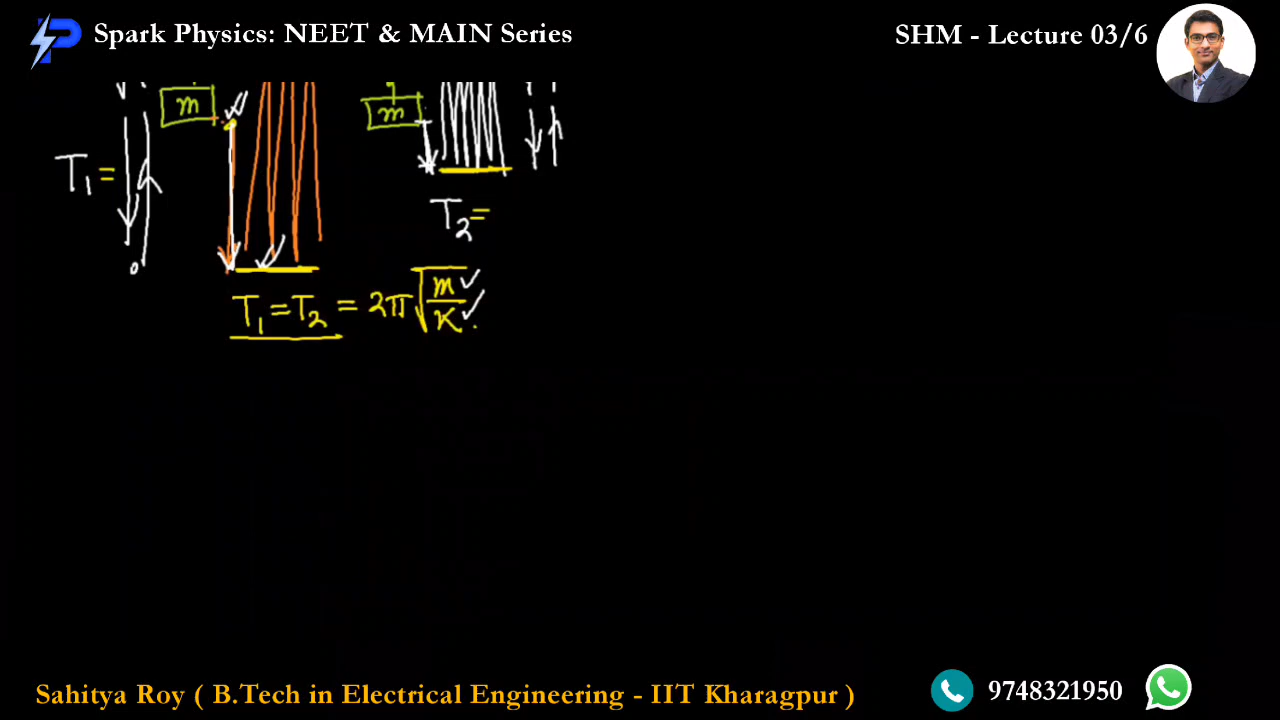 Spark Physics: NEET & MAIN Series
SHM - Lecture 03/6
m
m
T₁ =
T₂ =
T₁ = T₂ = 2π√(m/K)
Sahitya Roy ( B.Tech in Electrical Engineering - IIT Kharagpur )
9748321950